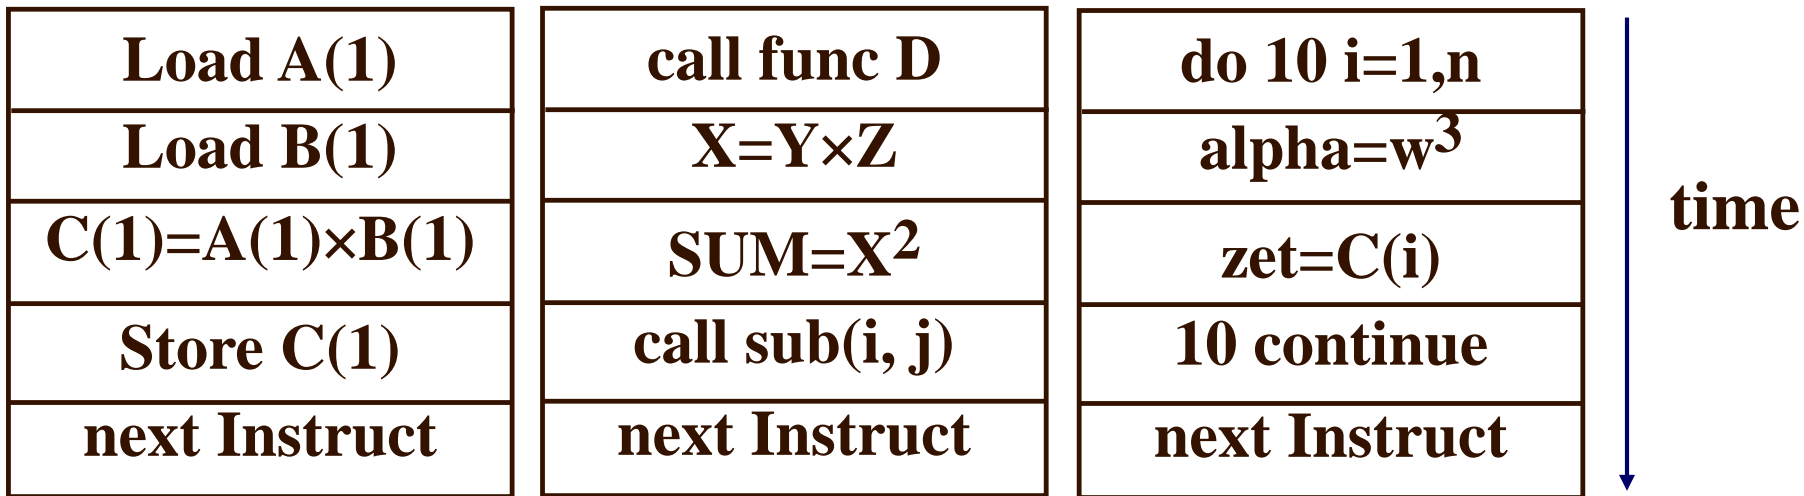 Load A(1)
Load B(1)
C(1)=A(1)×B(1)
Store C(1)
next Instruct
call func D
X=Y×Z
SUM=X²
call sub(i, j)
next Instruct
do 10 i=1,n
alpha=w³
zet=C(i)
10 continue
next Instruct
time